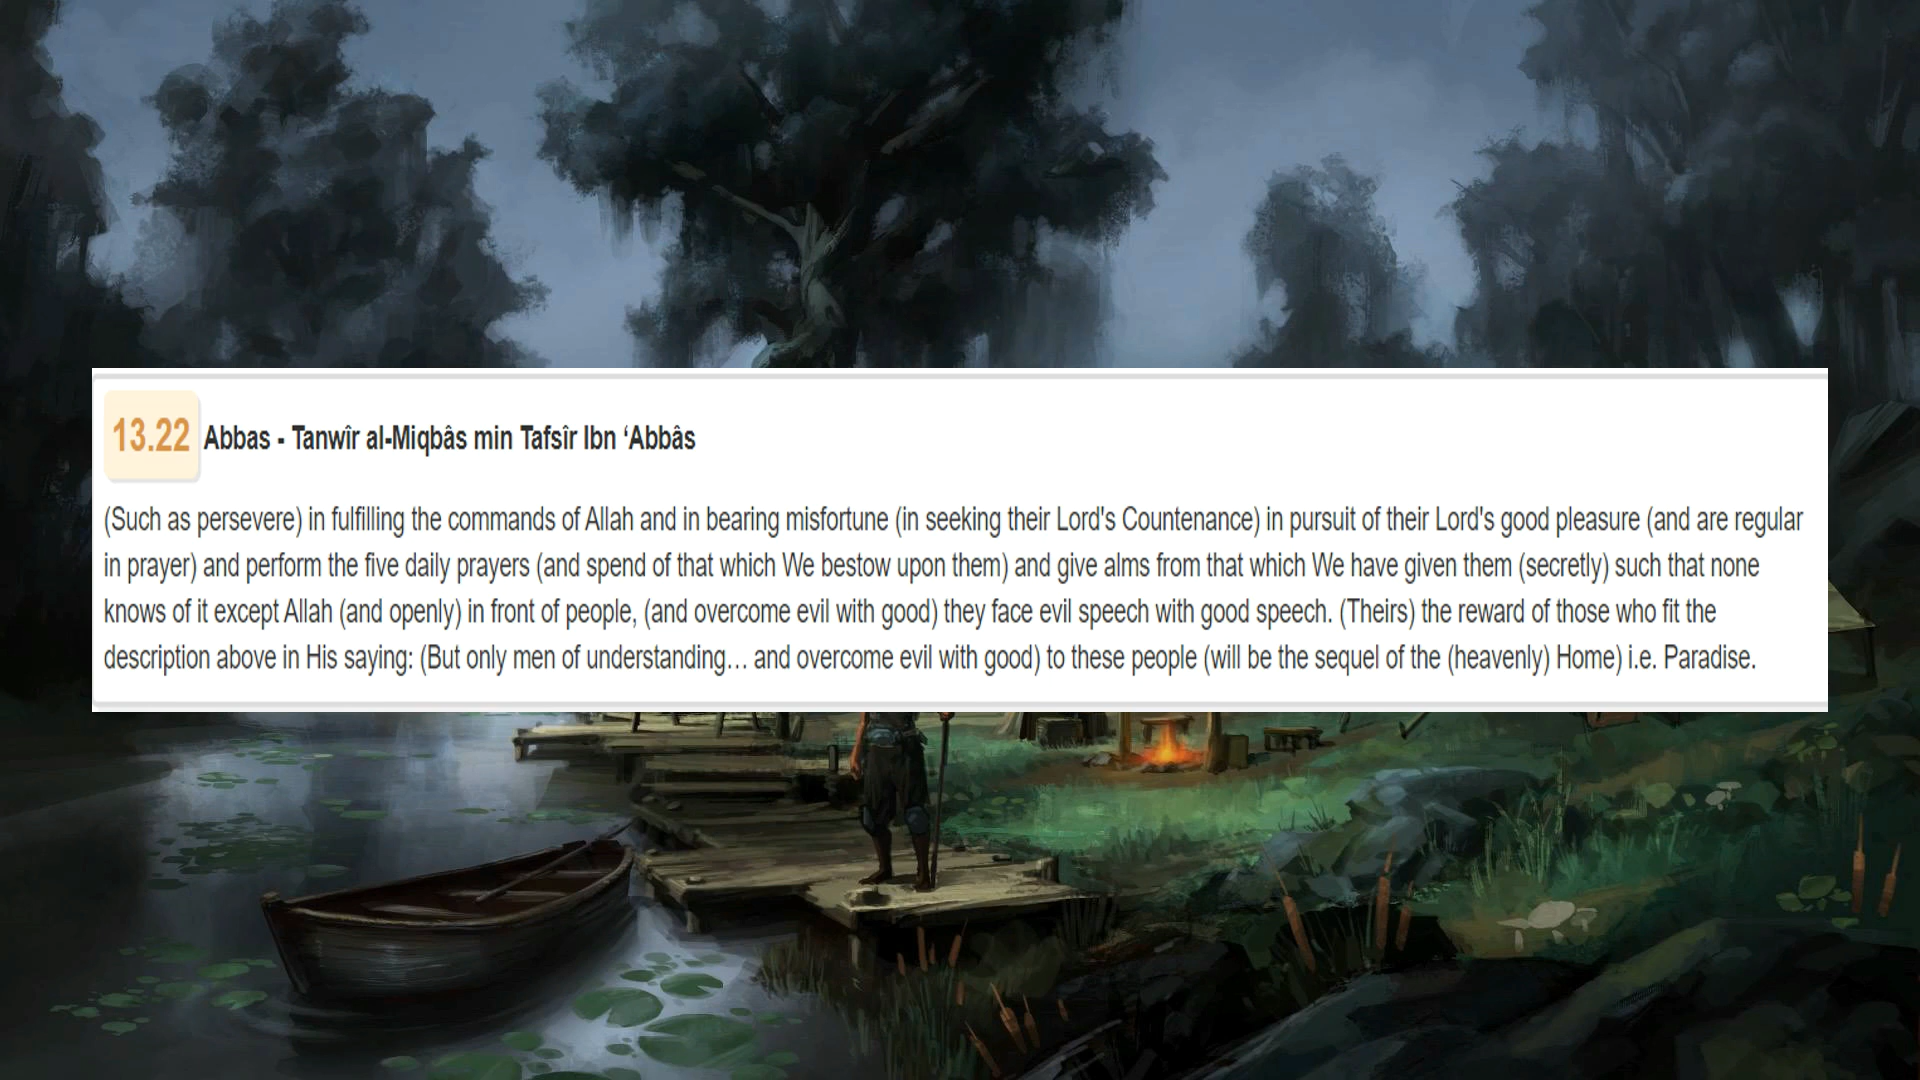 13.22 Abbas - Tanwîr al-Miqbâs min Tafsîr Ibn ‘Abbâs
(Such as persevere) in fulfilling the commands of Allah and in bearing misfortune (in seeking their Lord's Countenance) in pursuit of their Lord's good pleasure (and are regular
in prayer) and perform the five daily prayers (and spend of that which We bestow upon them) and give alms from that which We have given them (secretly) such that none
knows of it except Allah (and openly) in front of people, (and overcome evil with good) they face evil speech with good speech. (Theirs) the reward of those who fit the
description above in His saying: (But only men of understanding… and overcome evil with good) to these people (will be the sequel of the (heavenly) Home) i.e. Paradise.